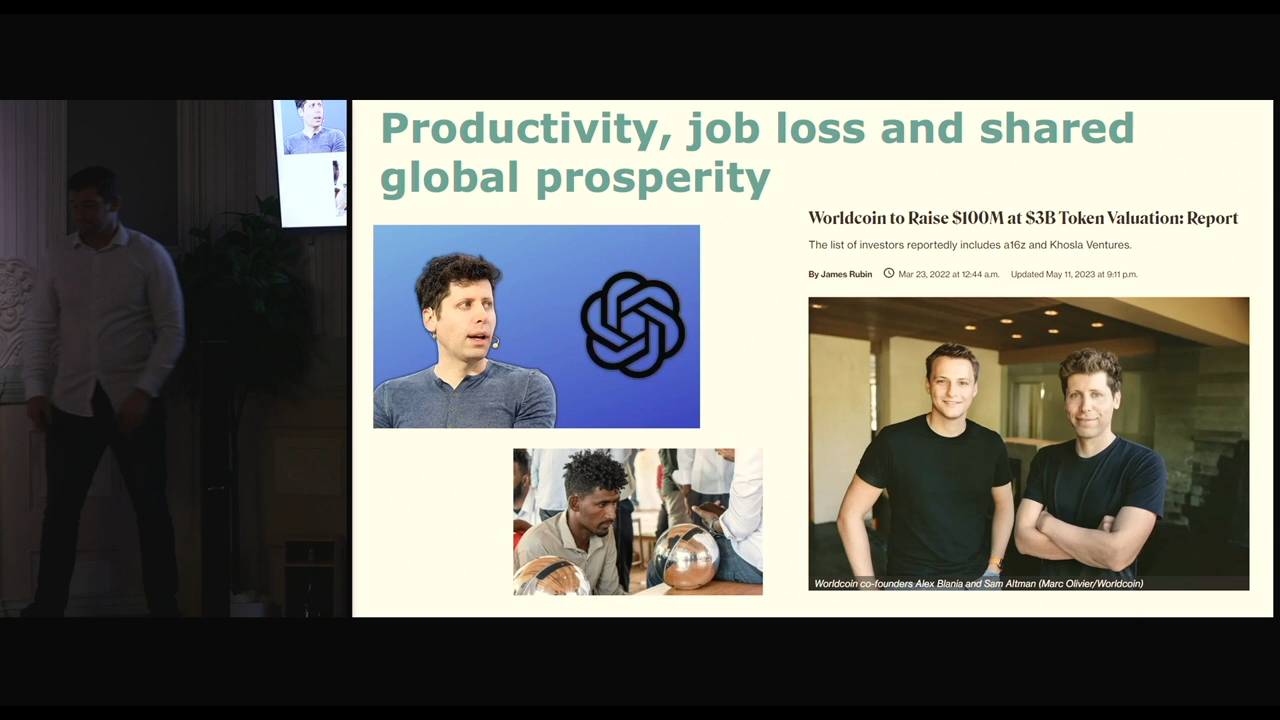 Productivity, job loss and shared
global prosperity
Worldcoin to Raise $100M at $3B Token Valuation: Report
The list of investors reportedly includes a16z and Khosla Ventures.
By James Rubin Mar 23, 2022 at 12:44 a.m. Updated May 11, 2023 at 9:11 p.m.
Worldcoin co-founders Alex Blania and Sam Altman (Marc Olivier/Worldcoin)